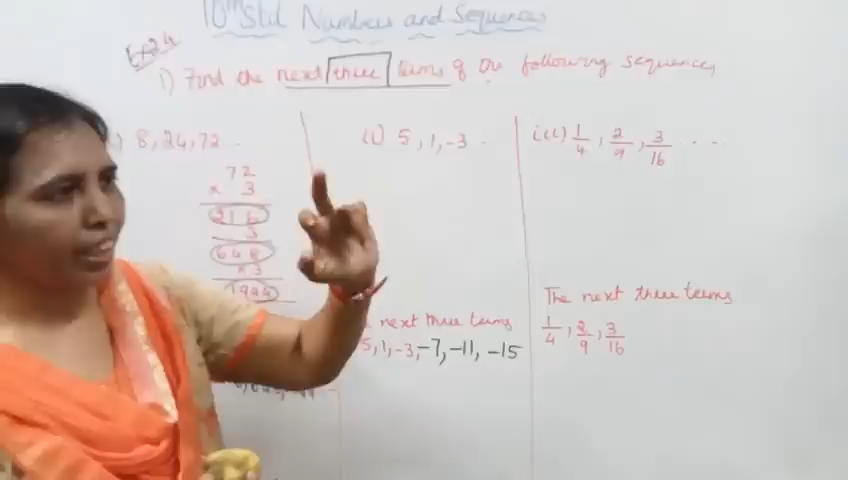 10th Std Numbers and Sequences
Ex 2.4
1) Find the next three terms of the following sequences
) 8, 24, 72 ..
72
× 3
216
3
648
×3
1944
ii) 5, 1, -3 ..
next three terms
5, 1, -3, -7, -11, -15
iii) 1/4, 2/9, 3/16 ....
The next three terms
1/4, 2/9, 3/16